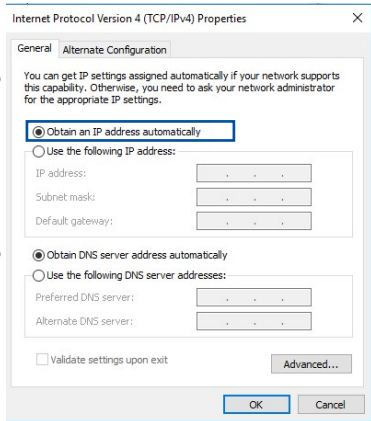 Internet Protocol Version 4 (TCP/IPv4) Properties
General
Alternate Configuration
You can get IP settings assigned automatically if your network supports
this capability. Otherwise, you need to ask your network administrator
for the appropriate IP settings.
Obtain an IP address automatically
Use the following IP address:
IP address:
Subnet mask:
Default gateway:
Obtain DNS server address automatically
Use the following DNS server addresses:
Preferred DNS server:
Alternate DNS server:
Validate settings upon exit
Advanced...
OK
Cancel